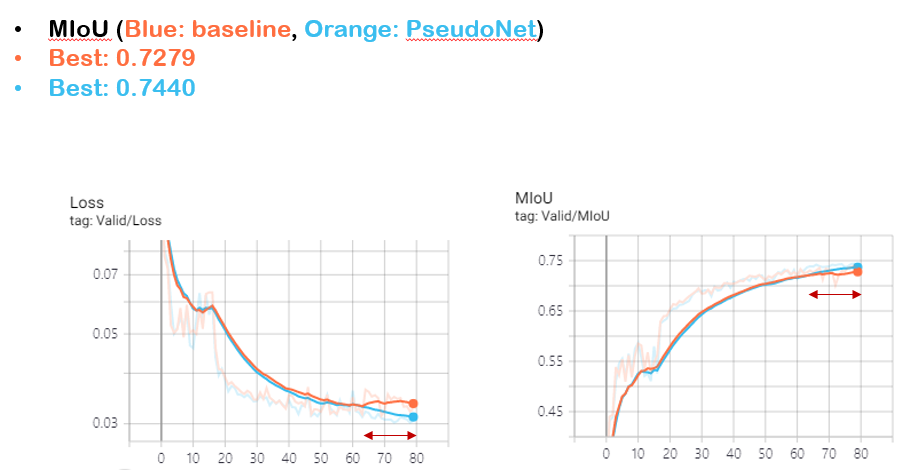 MIoU (Blue: baseline, Orange: PseudoNet)
Best: 0.7279
Best: 0.7440
Loss
tag: Valid/Loss
0.07
0.05
0.03
0 10 20 30 40 50 60 70 80
MIoU
tag: Valid/MIoU
0.75
0.65
0.55
0.45
0 10 20 30 40 50 60 70 80